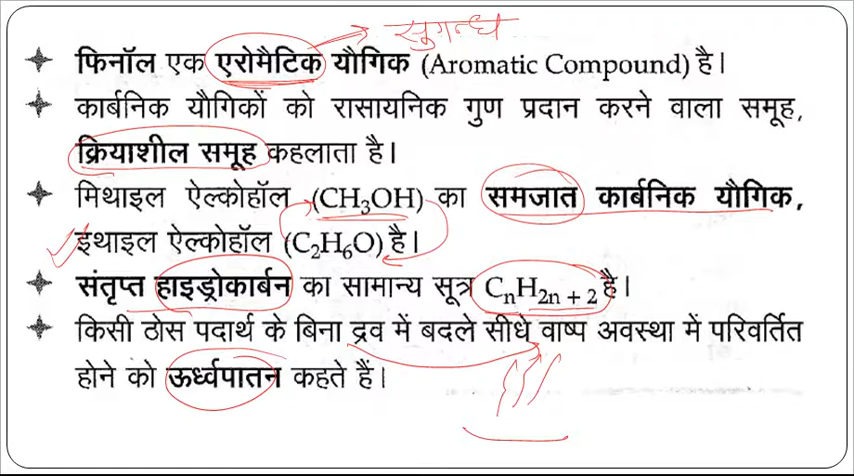 सुगन्ध
फिनॉल एक एरोमैटिक यौगिक (Aromatic Compound) है।
कार्बनिक यौगिकों को रासायनिक गुण प्रदान करने वाला समूह,
क्रियाशील समूह कहलाता है।
मिथाइल ऐल्कोहॉल (CH₃OH) का समजात कार्बनिक यौगिक,
इथाइल ऐल्कोहॉल (C₂H₆O) है।
संतृप्त हाइड्रोकार्बन का सामान्य सूत्र CₙH₂ₙ ₊ ₂ है।
किसी ठोस पदार्थ के बिना द्रव में बदले सीधे वाष्प अवस्था में परिवर्तित
होने को ऊर्ध्वपातन कहते हैं।